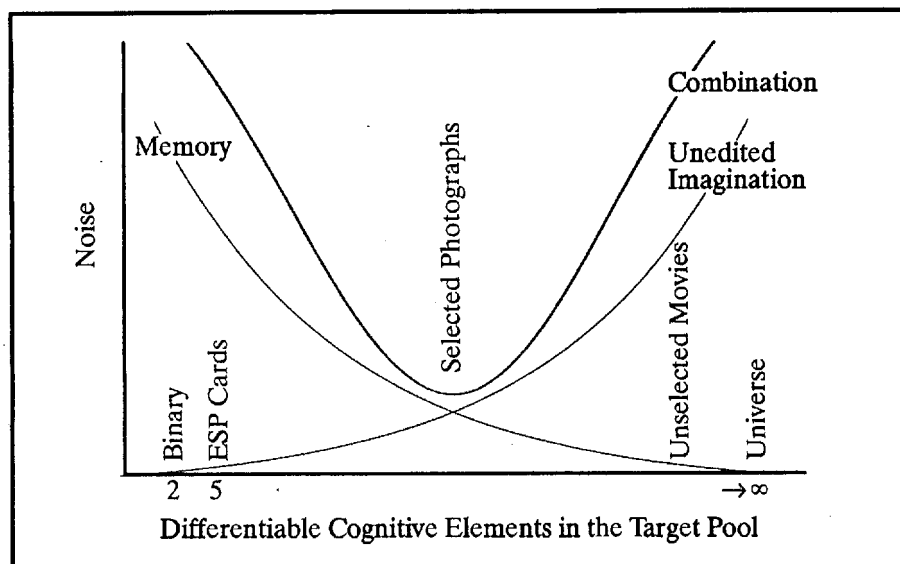 Combination
Memory
Unedited
Imagination
Noise
Selected Photographs
Binary
ESP Cards
Unselected Movies
Universe
2
5
→ ∞
Differentiable Cognitive Elements in the Target Pool